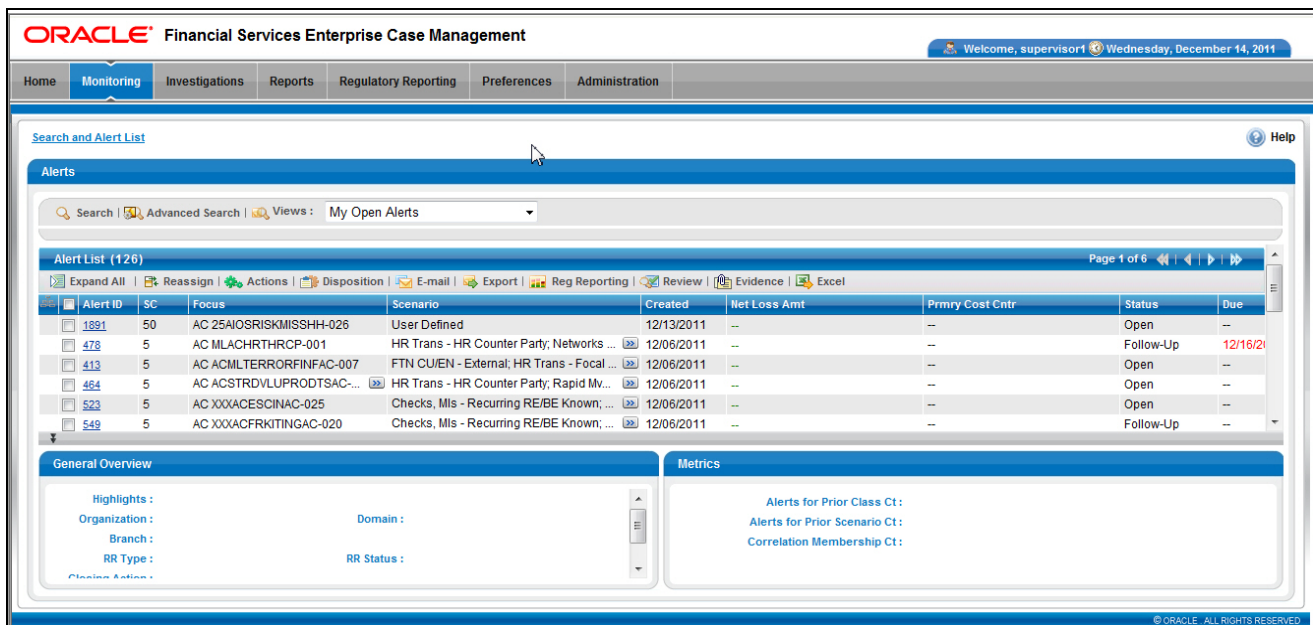 ORACLE® Financial Services Enterprise Case Management
Welcome, supervisor1 Wednesday, December 14, 2011
Home Monitoring Investigations Reports Regulatory Reporting Preferences Administration
Search and Alert List
Help
Alerts
Search | Advanced Search | Views : My Open Alerts
Alert List (126) Page 1 of 6
Expand All | Reassign | Actions | Disposition | E-mail | Export | Reg Reporting | Review | Evidence | Excel
Alert ID SC Focus Scenario Created Net Loss Amt Prmry Cost Cntr Status Due
1891 50 AC 25AIOSRISKMISSHH-026 User Defined 12/13/2011 -- -- Open --
478 5 AC MLACHRTHRCP-001 HR Trans - HR Counter Party; Networks ... 12/06/2011 -- -- Follow-Up 12/16/2
413 5 AC ACMLTERRORFINFAC-007 FTN CU/EN - External; HR Trans - Focal ... 12/06/2011 -- -- Open --
464 5 AC ACSTRDVLUPRODTSAC-... HR Trans - HR Counter Party; Rapid Mv... 12/06/2011 -- -- Open --
523 5 AC XXXACESCINAC-025 Checks, MIs - Recurring RE/BE Known; ... 12/06/2011 -- -- Open --
549 5 AC XXXACFRKITINGAC-020 Checks, MIs - Recurring RE/BE Known; ... 12/06/2011 -- -- Follow-Up --
General Overview
Highlights :
Organization : Domain :
Branch :
RR Type : RR Status :
Closing Action :
Metrics
Alerts for Prior Class Ct :
Alerts for Prior Scenario Ct :
Correlation Membership Ct :
© ORACLE . ALL RIGHTS RESERVED